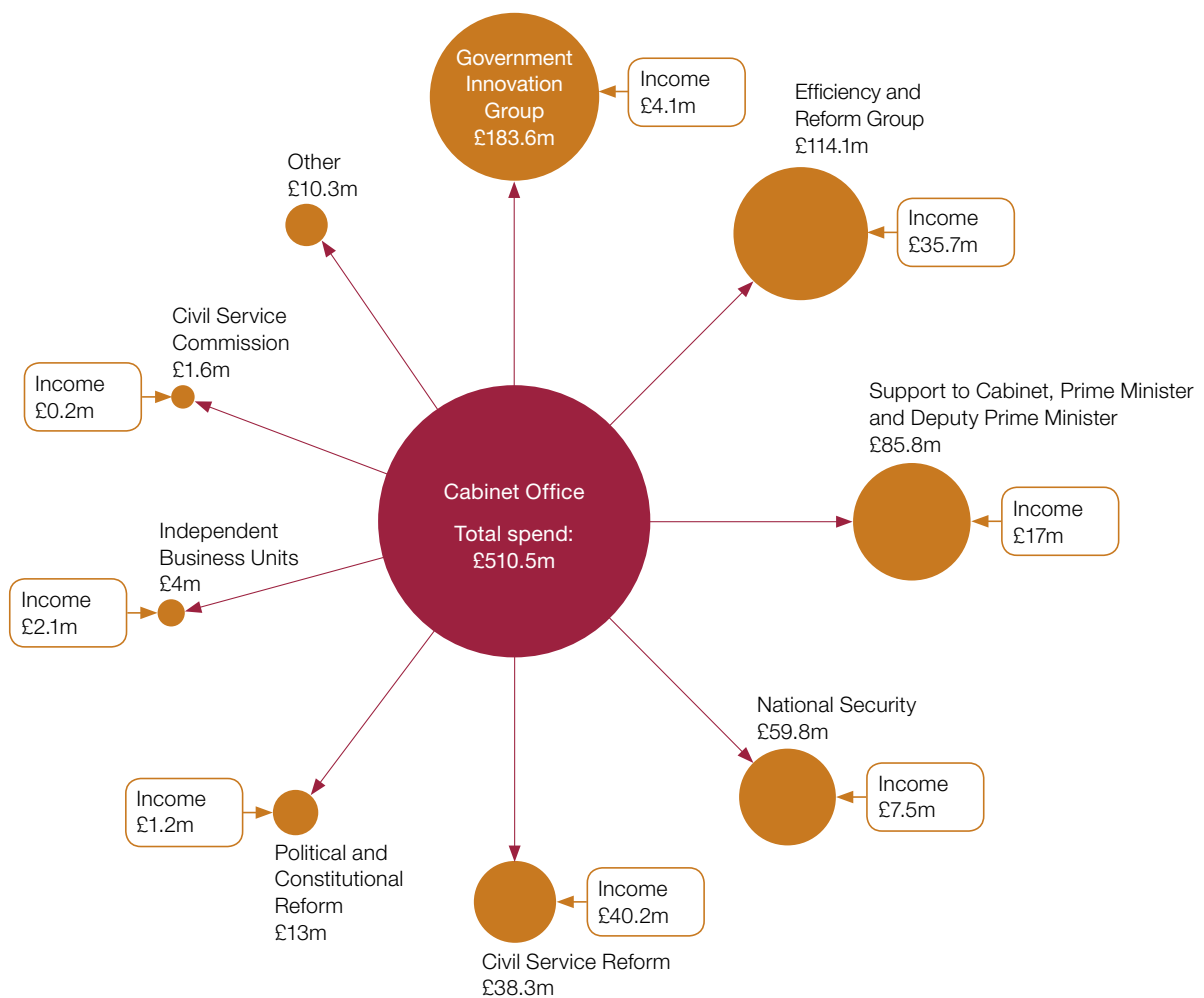 Government
Innovation
Group
£183.6m
Income
£4.1m
Efficiency and
Reform Group
£114.1m
Income
£35.7m
Support to Cabinet, Prime Minister
and Deputy Prime Minister
£85.8m
Income
£17m
National Security
£59.8m
Income
£7.5m
Civil Service Reform
£38.3m
Income
£40.2m
Political and
Constitutional
Reform
£13m
Income
£1.2m
Independent
Business Units
£4m
Income
£2.1m
Civil Service
Commission
£1.6m
Income
£0.2m
Other
£10.3m
Cabinet Office
Total spend:
£510.5m